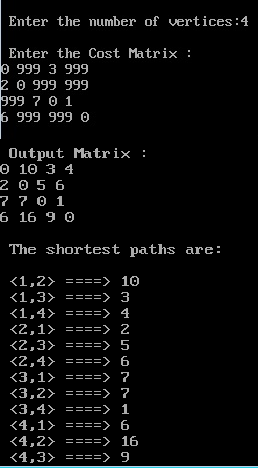 Enter the number of vertices:4
Enter the Cost Matrix :
0 999 3 999
2 0 999 999
999 7 0 1
6 999 999 0
Output Matrix :
0 10 3 4
2 0 5 6
7 7 0 1
6 16 9 0
The shortest paths are:
<1,2> ====> 10
<1,3> ====> 3
<1,4> ====> 4
<2,1> ====> 2
<2,3> ====> 5
<2,4> ====> 6
<3,1> ====> 7
<3,2> ====> 7
<3,4> ====> 1
<4,1> ====> 6
<4,2> ====> 16
<4,3> ====> 9